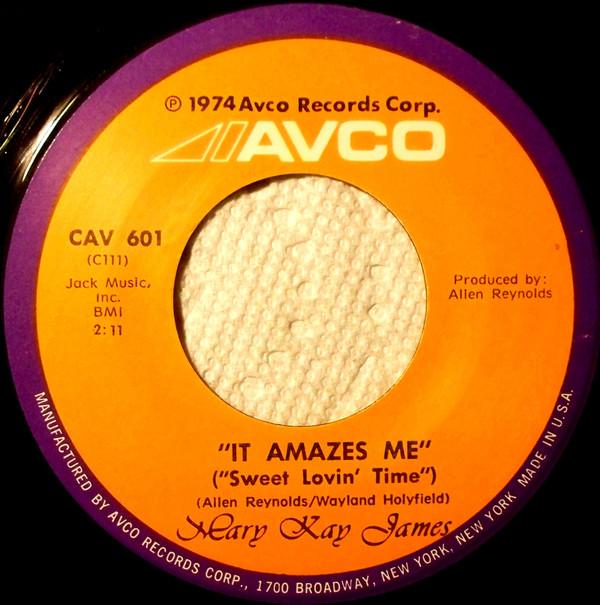 ℗ 1974 Avco Records Corp.
AVCO
CAV 601
(C111)
Jack Music,
Inc.
BMI
2:11
Produced by:
Allen Reynolds
"IT AMAZES ME"
("Sweet Lovin' Time")
(Allen Reynolds/Wayland Holyfield)
Mary Kay James
MANUFACTURED BY AVCO RECORDS CORP., 1700 BROADWAY, NEW YORK, NEW YORK MADE IN U.S.A.